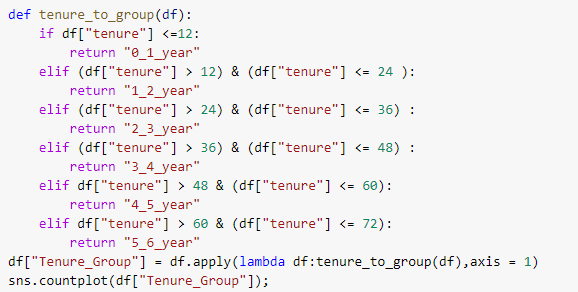 def tenure_to_group(df):
    if df["tenure"] <=12:
        return "0_1_year"
    elif (df["tenure"] > 12) & (df["tenure"] <= 24 ):
        return "1_2_year"
    elif (df["tenure"] > 24) & (df["tenure"] <= 36) :
        return "2_3_year"
    elif (df["tenure"] > 36) & (df["tenure"] <= 48) :
        return "3_4_year"
    elif df["tenure"] > 48 & (df["tenure"] <= 60):
        return "4_5_year"
    elif df["tenure"] > 60 & (df["tenure"] <= 72):
        return "5_6_year"
df["Tenure_Group"] = df.apply(lambda df:tenure_to_group(df),axis = 1)
sns.countplot(df["Tenure_Group"]);